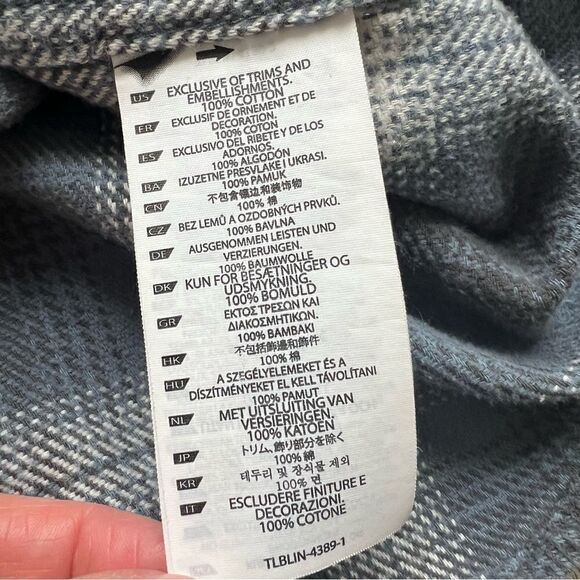 US EXCLUSIVE OF TRIMS AND
EMBELLISHMENTS.
100% COTTON
FR EXCLUSIF DE ORNEMENT ET DE
DECORATION.
100% COTON
ES EXCLUSIVO DEL RIBETE Y DE LOS
ADORNOS.
100% ALGODÓN
BA IZUZETNE PRESVLAKE I UKRASI.
100% PAMUK
CN 不包含镶边和装饰物
100% 棉
CZ BEZ LEMŮ A OZDOBNÝCH PRVKŮ.
100% BAVLNA
DE AUSGENOMMEN LEISTEN UND
VERZIERUNGEN.
100% BAUMWOLLE
DK KUN FOR BESÆTNINGER OG
UDSMYKNING.
100% BOMULD
GR ΕΚΤΟΣ ΤΡΕΣΩΝ ΚΑΙ
ΔΙΑΚΟΣΜΗΤΙΚΩΝ.
100% ΒΑΜΒΑΚΙ
HK 不包括飾邊和飾件
100% 棉
HU A SZEGÉLYELEMEKET ÉS A
DÍSZÍTMÉNYEKET EL KELL TÁVOLÍTANI
100% PAMUT
NL MET UITSLUITING VAN
VERSIERINGEN.
100% KATOEN
JP トリム、飾り部分を除く
100% 綿
KR 테두리 및 장식물 제외
100% 면
IT ESCLUDERE FINITURE E
DECORAZIONI.
100% COTONE
TLBLIN-4389-1